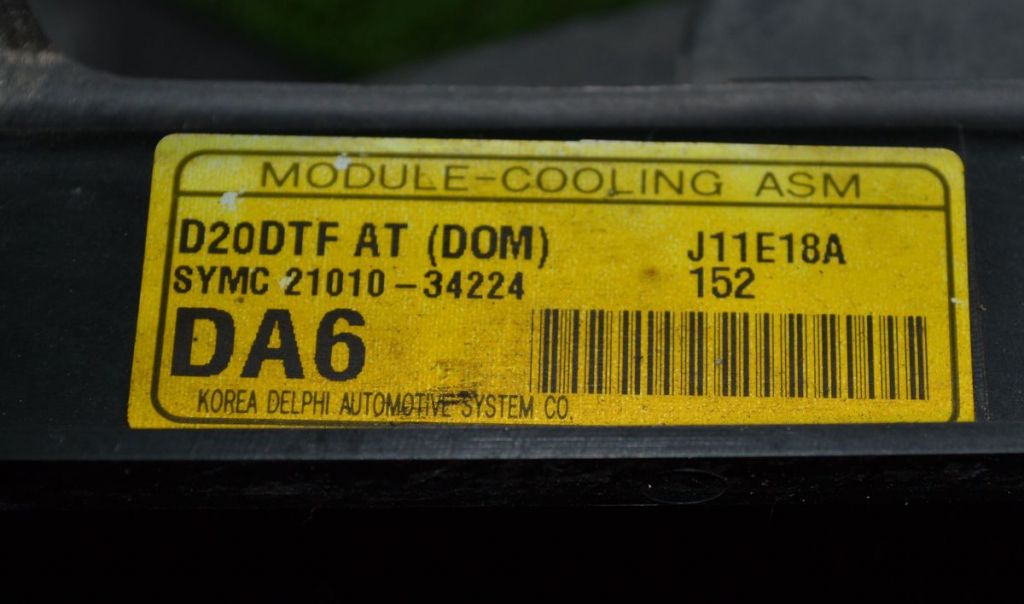 MODULE-COOLING ASM
D20DTF AT (DOM) J11E18A
SYMC 21010-34224 152
DA6
KOREA DELPHI AUTOMOTIVE SYSTEM CO.